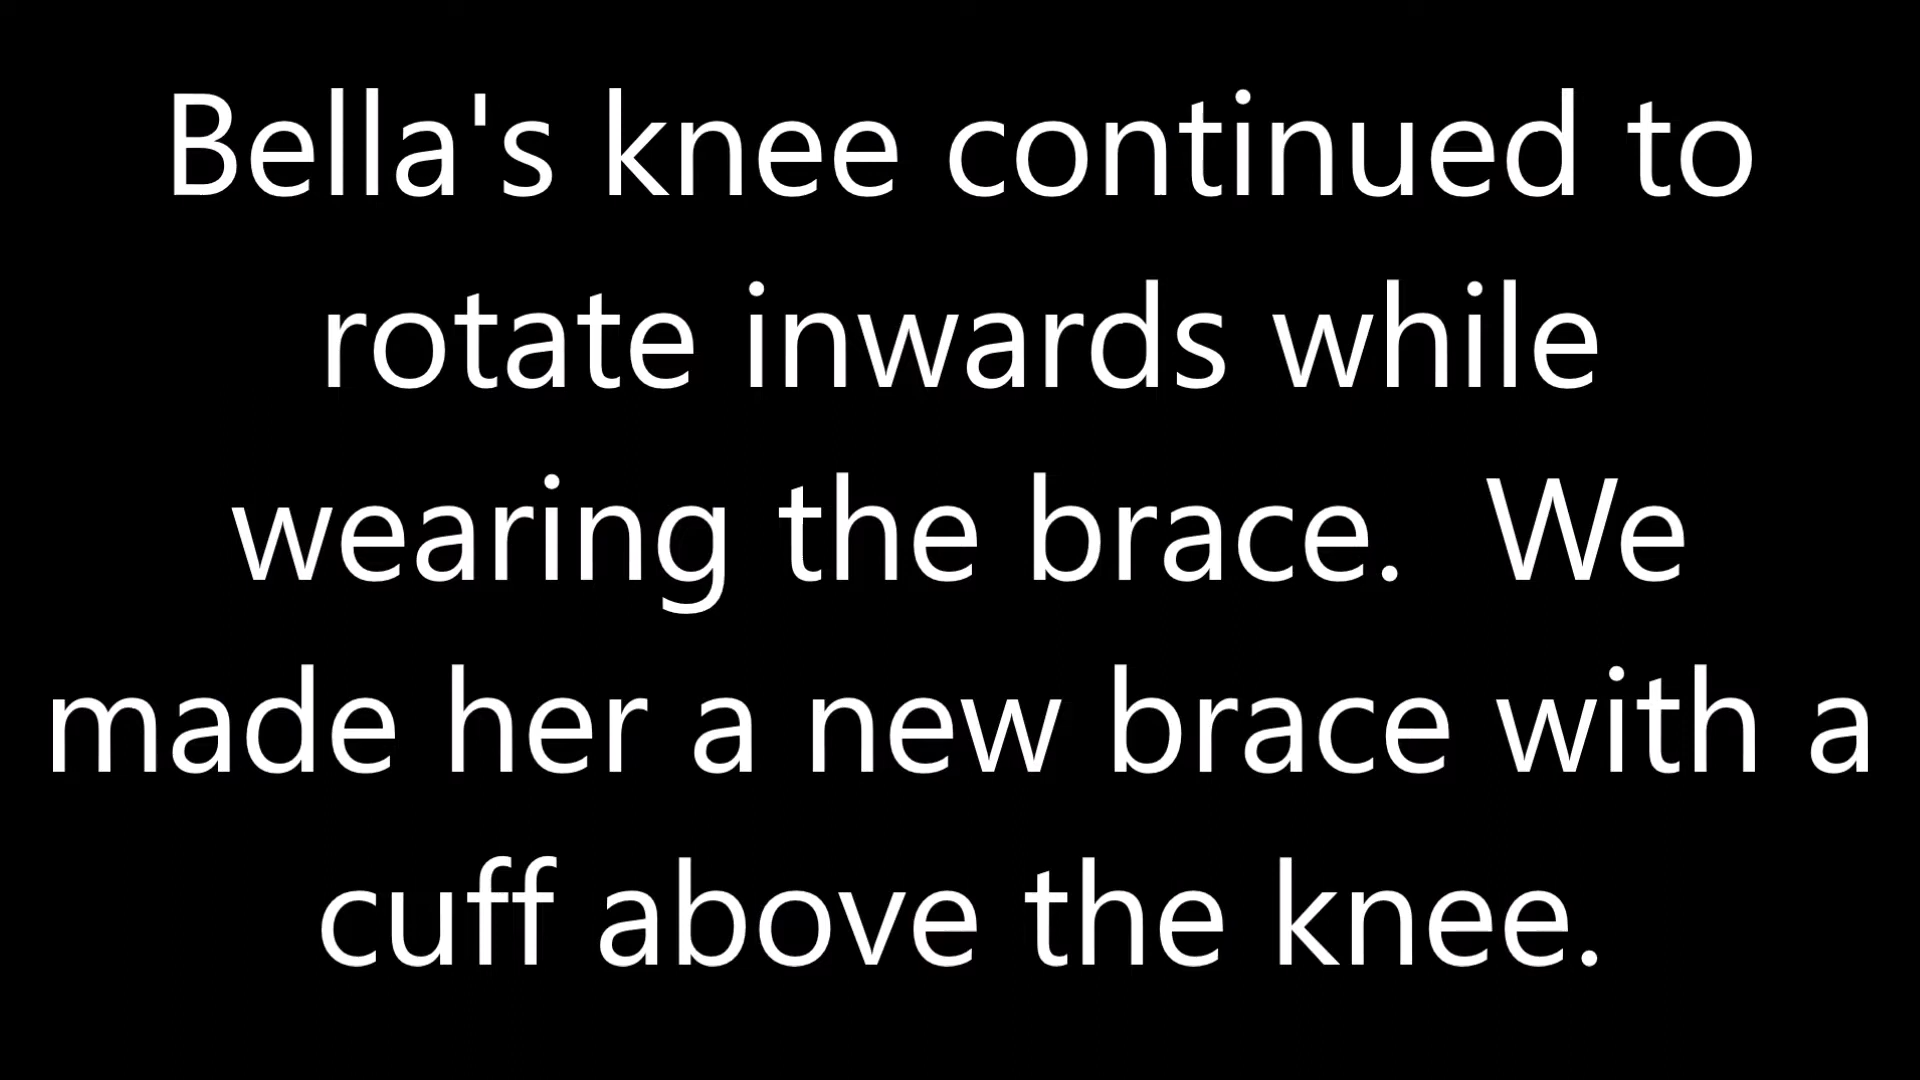 Bella's knee continued to
rotate inwards while
wearing the brace.  We
made her a new brace with a
cuff above the knee.